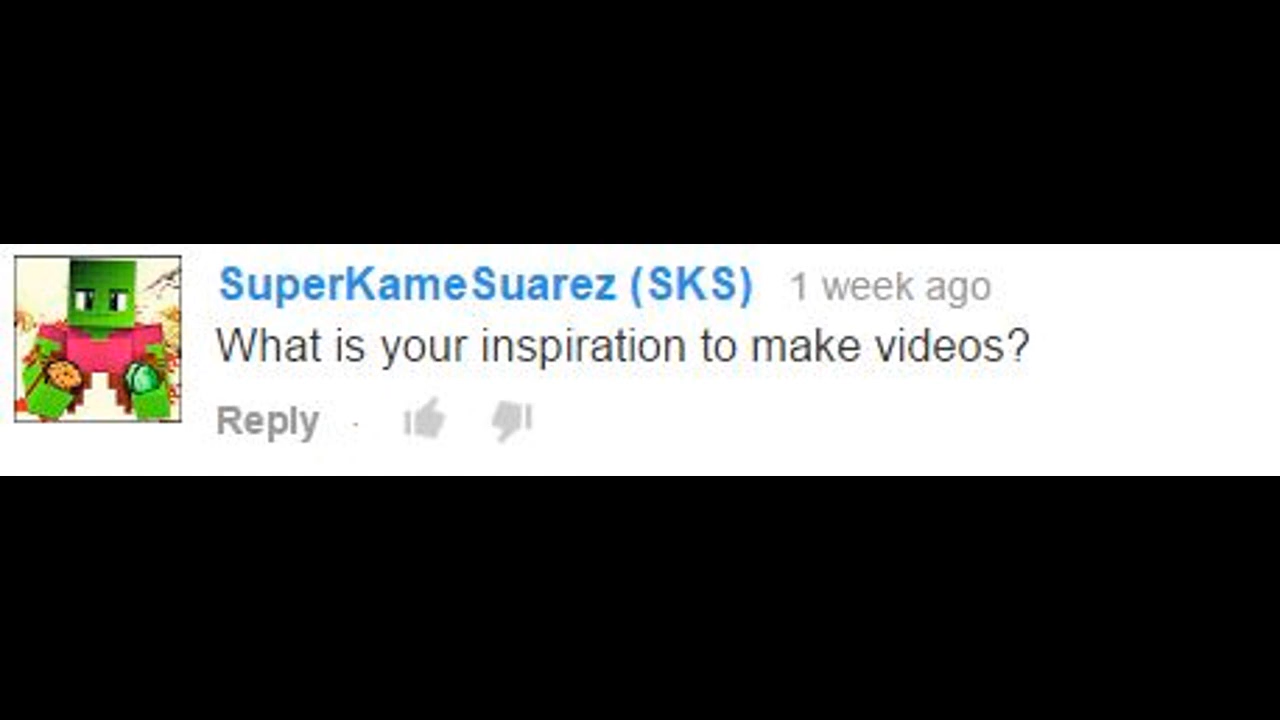 SuperKameSuarez (SKS) 1 week ago
What is your inspiration to make videos?
Reply ·